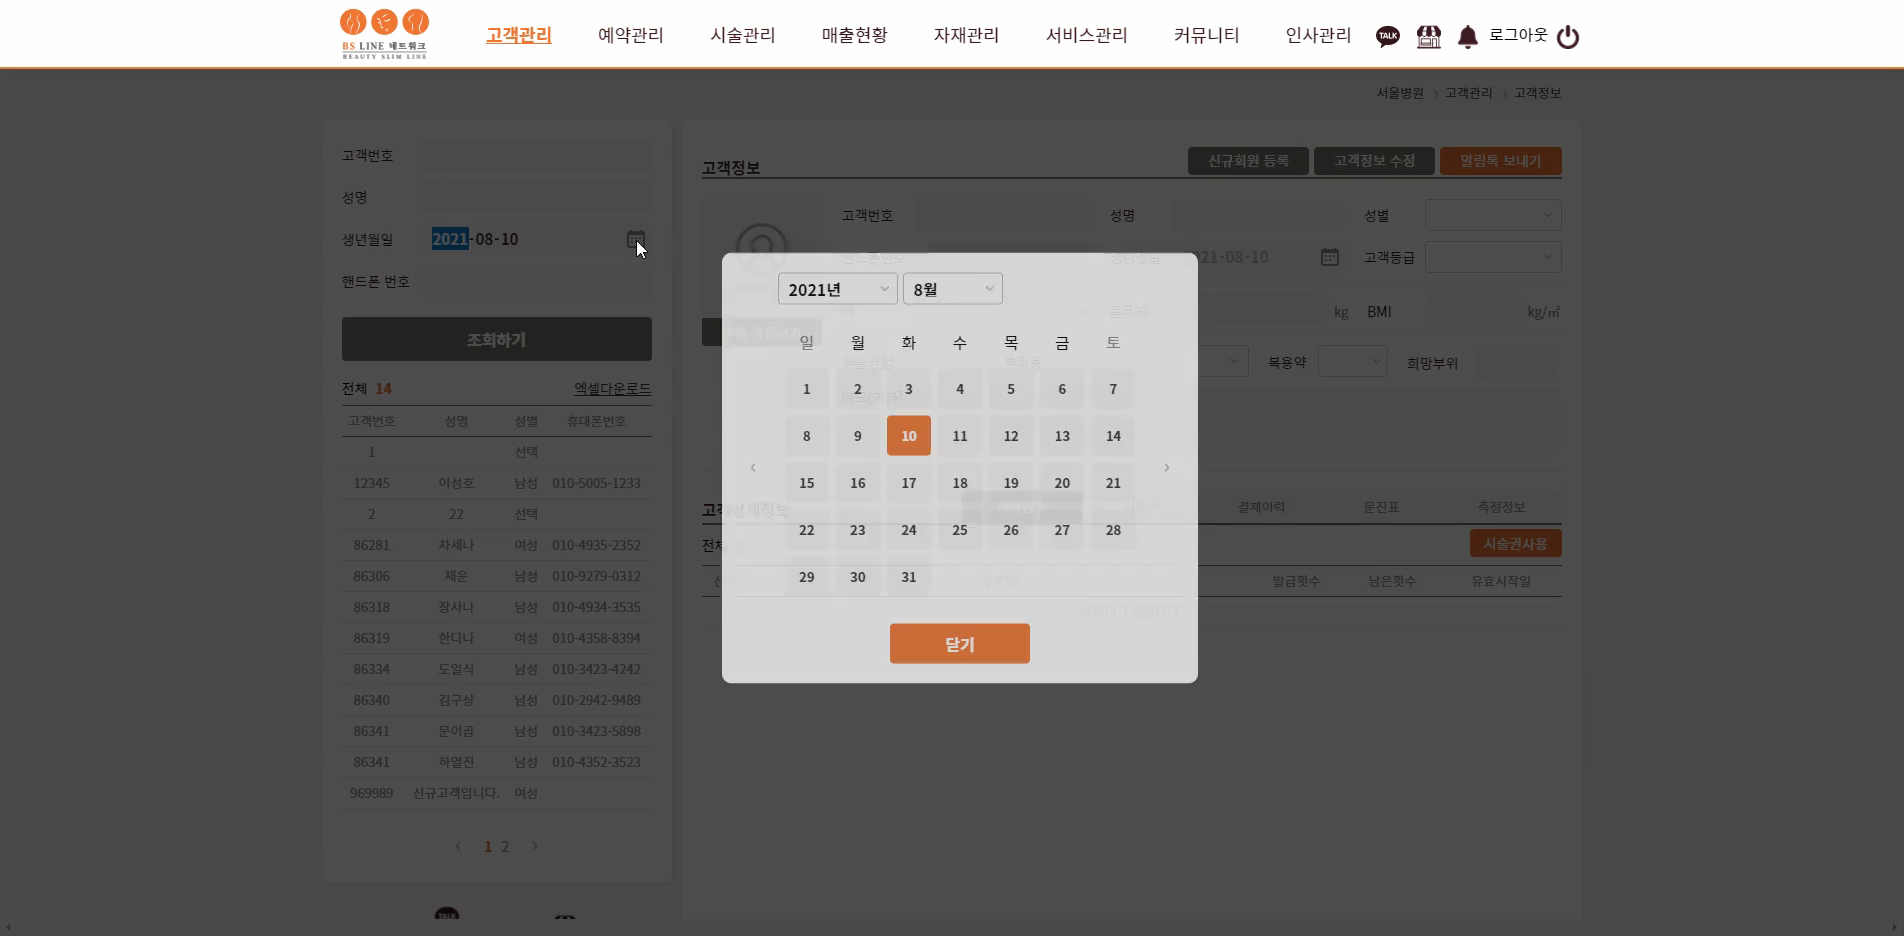 BS LINE 네트워크
BEAUTY SLIM LINE
고객관리 예약관리 시술관리 매출현황 자재관리 서비스관리 커뮤니티 인사관리 TALK 로그아웃
서울병원 > 고객관리 > 고객정보
고객번호
성명
생년월일 2021-08-10
핸드폰 번호
조회하기
전체 14 엑셀다운로드
고객번호 성명 성별 휴대폰번호
1 선택
12345 이성호 남성 010-5005-1233
2 22 선택
86281 차세나 여성 010-4935-2352
86306 채운 남성 010-9279-0312
86318 장사나 남성 010-4934-3535
86319 한다나 여성 010-4358-8394
86334 도일식 남성 010-3423-4242
86340 김구상 남성 010-2942-9489
86341 문이곰 남성 010-3423-5898
86341 하열진 남성 010-4352-3523
969989 신규고객입니다. 여성
‹ 1 2 ›
TALK
고객정보 신규회원 등록 고객정보 수정 알림톡 보내기
고객번호 성명 성별
21-08-10 고객등급
kg BMI kg/㎡
복용약 희망부위
결제이력 문진표 측정정보
시술권사용
발급횟수 남은횟수 유효시작일
2021년 8월
일 월 화 수 목 금 토
1 2 3 4 5 6 7
8 9 10 11 12 13 14
15 16 17 18 19 20 21
22 23 24 25 26 27 28
29 30 31
닫기